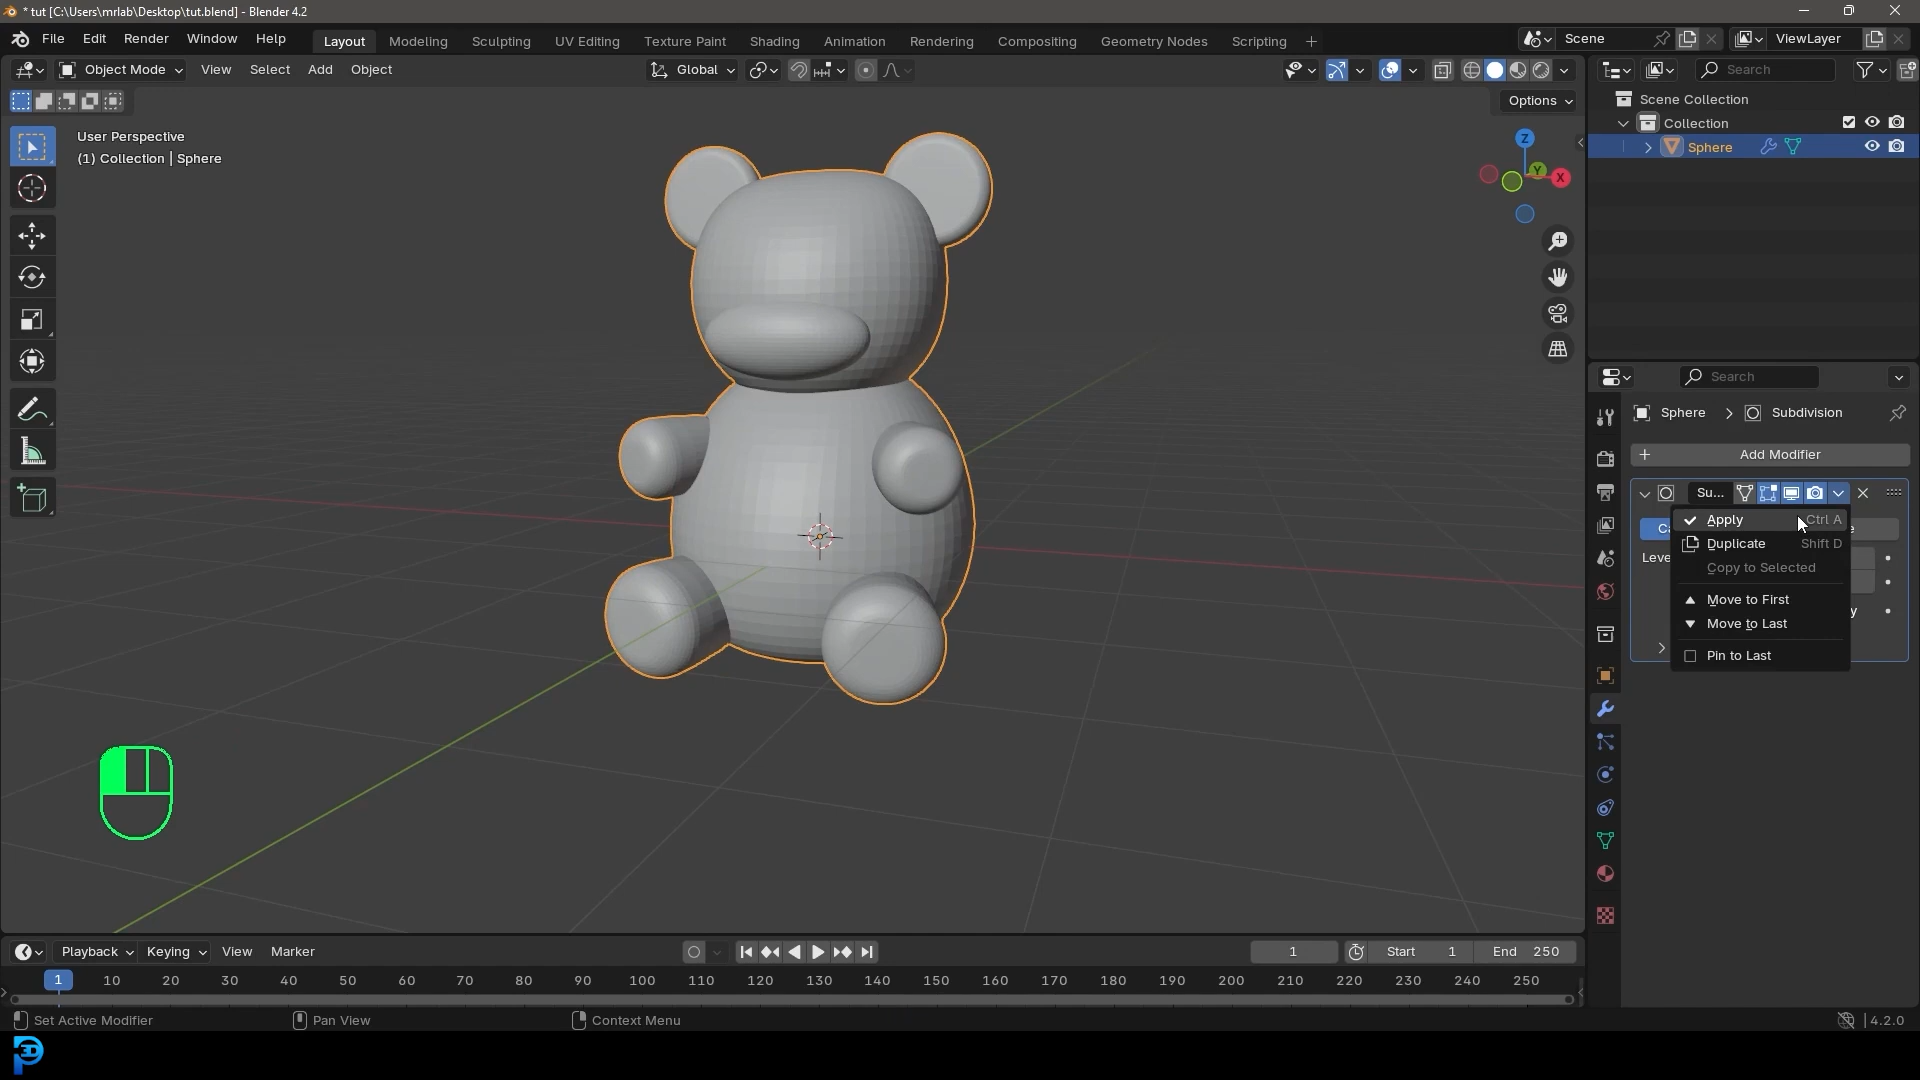 * tut [C:\Users\mrlab\Desktop\tut.blend] - Blender 4.2
File Edit Render Window Help Layout Modeling Sculpting UV Editing Texture Paint Shading Animation Rendering Compositing Geometry Nodes Scripting + Scene ViewLayer
Object Mode View Select Add Object Global Search
Options
User Perspective
(1) Collection | Sphere
Z
Y
X
Scene Collection
Collection
Sphere
Search
Sphere > Subdivision
+ Add Modifier
Su...
Apply Ctrl A
Duplicate Shift D
Leve
Copy to Selected
Move to First
Move to Last
Pin to Last
Playback Keying View Marker 1 Start 1 End 250
1 10 20 30 40 50 60 70 80 90 100 110 120 130 140 150 160 170 180 190 200 210 220 230 240 250
Set Active Modifier Pan View Context Menu 4.2.0